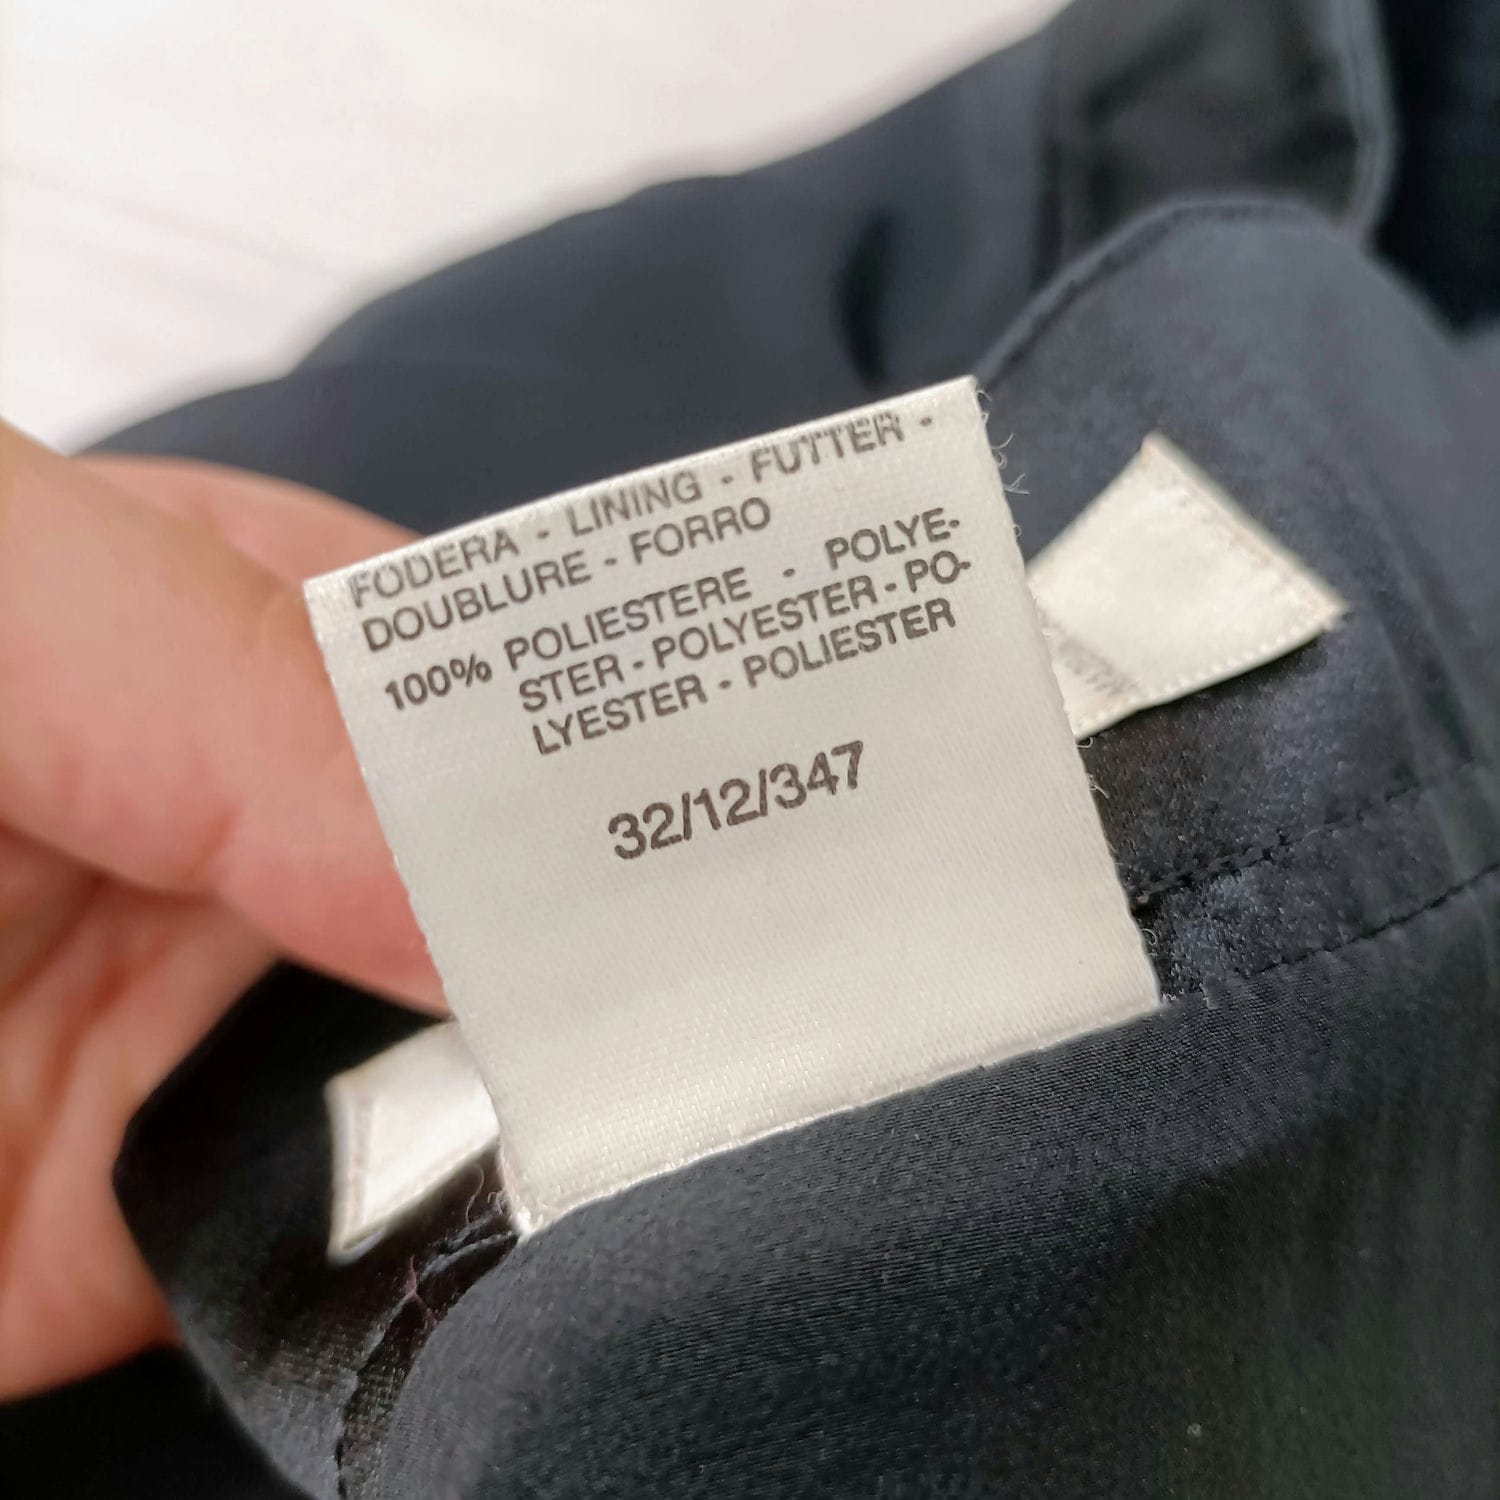 FODERA - LINING - FUTTER -
DOUBLURE - FORRO
100% POLIESTERE - POLYE-
STER - POLYESTER - PO-
LYESTER - POLIESTER
32/12/347